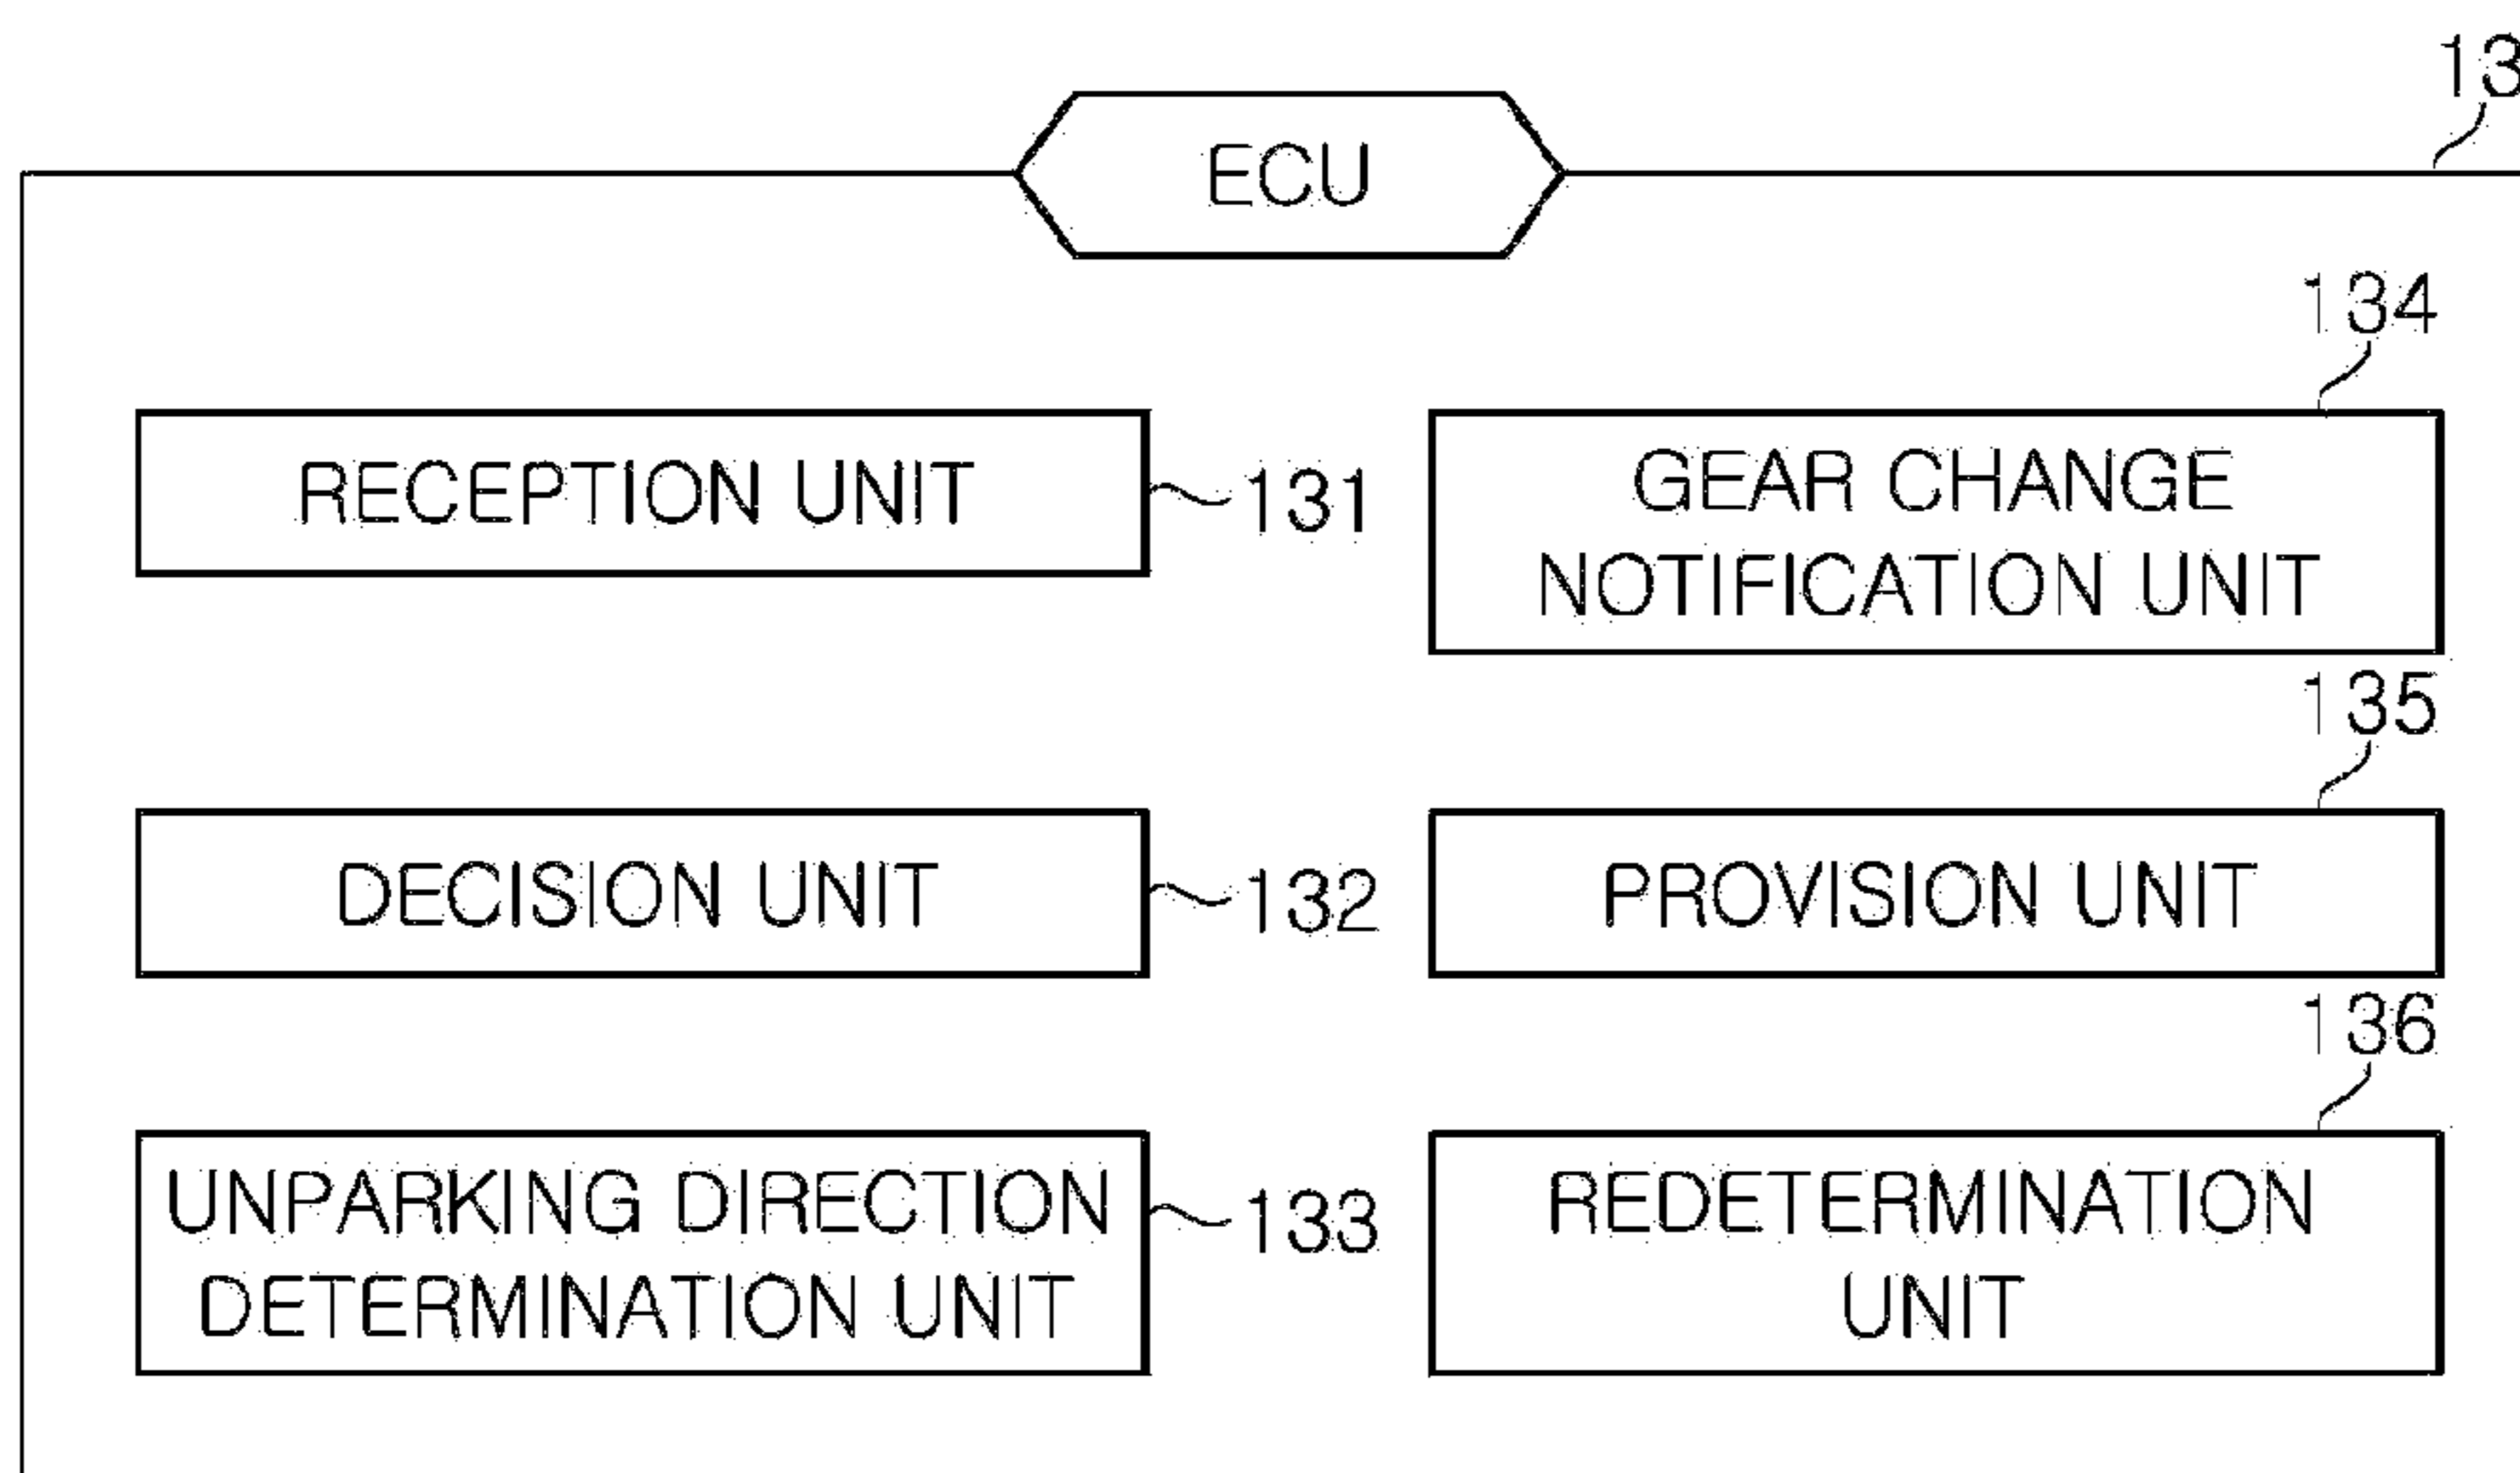 13
ECU
RECEPTION UNIT
131
DECISION UNIT
132
UNPARKING DIRECTION
DETERMINATION UNIT
133
134
GEAR CHANGE
NOTIFICATION UNIT
135
PROVISION UNIT
136
REDETERMINATION
UNIT